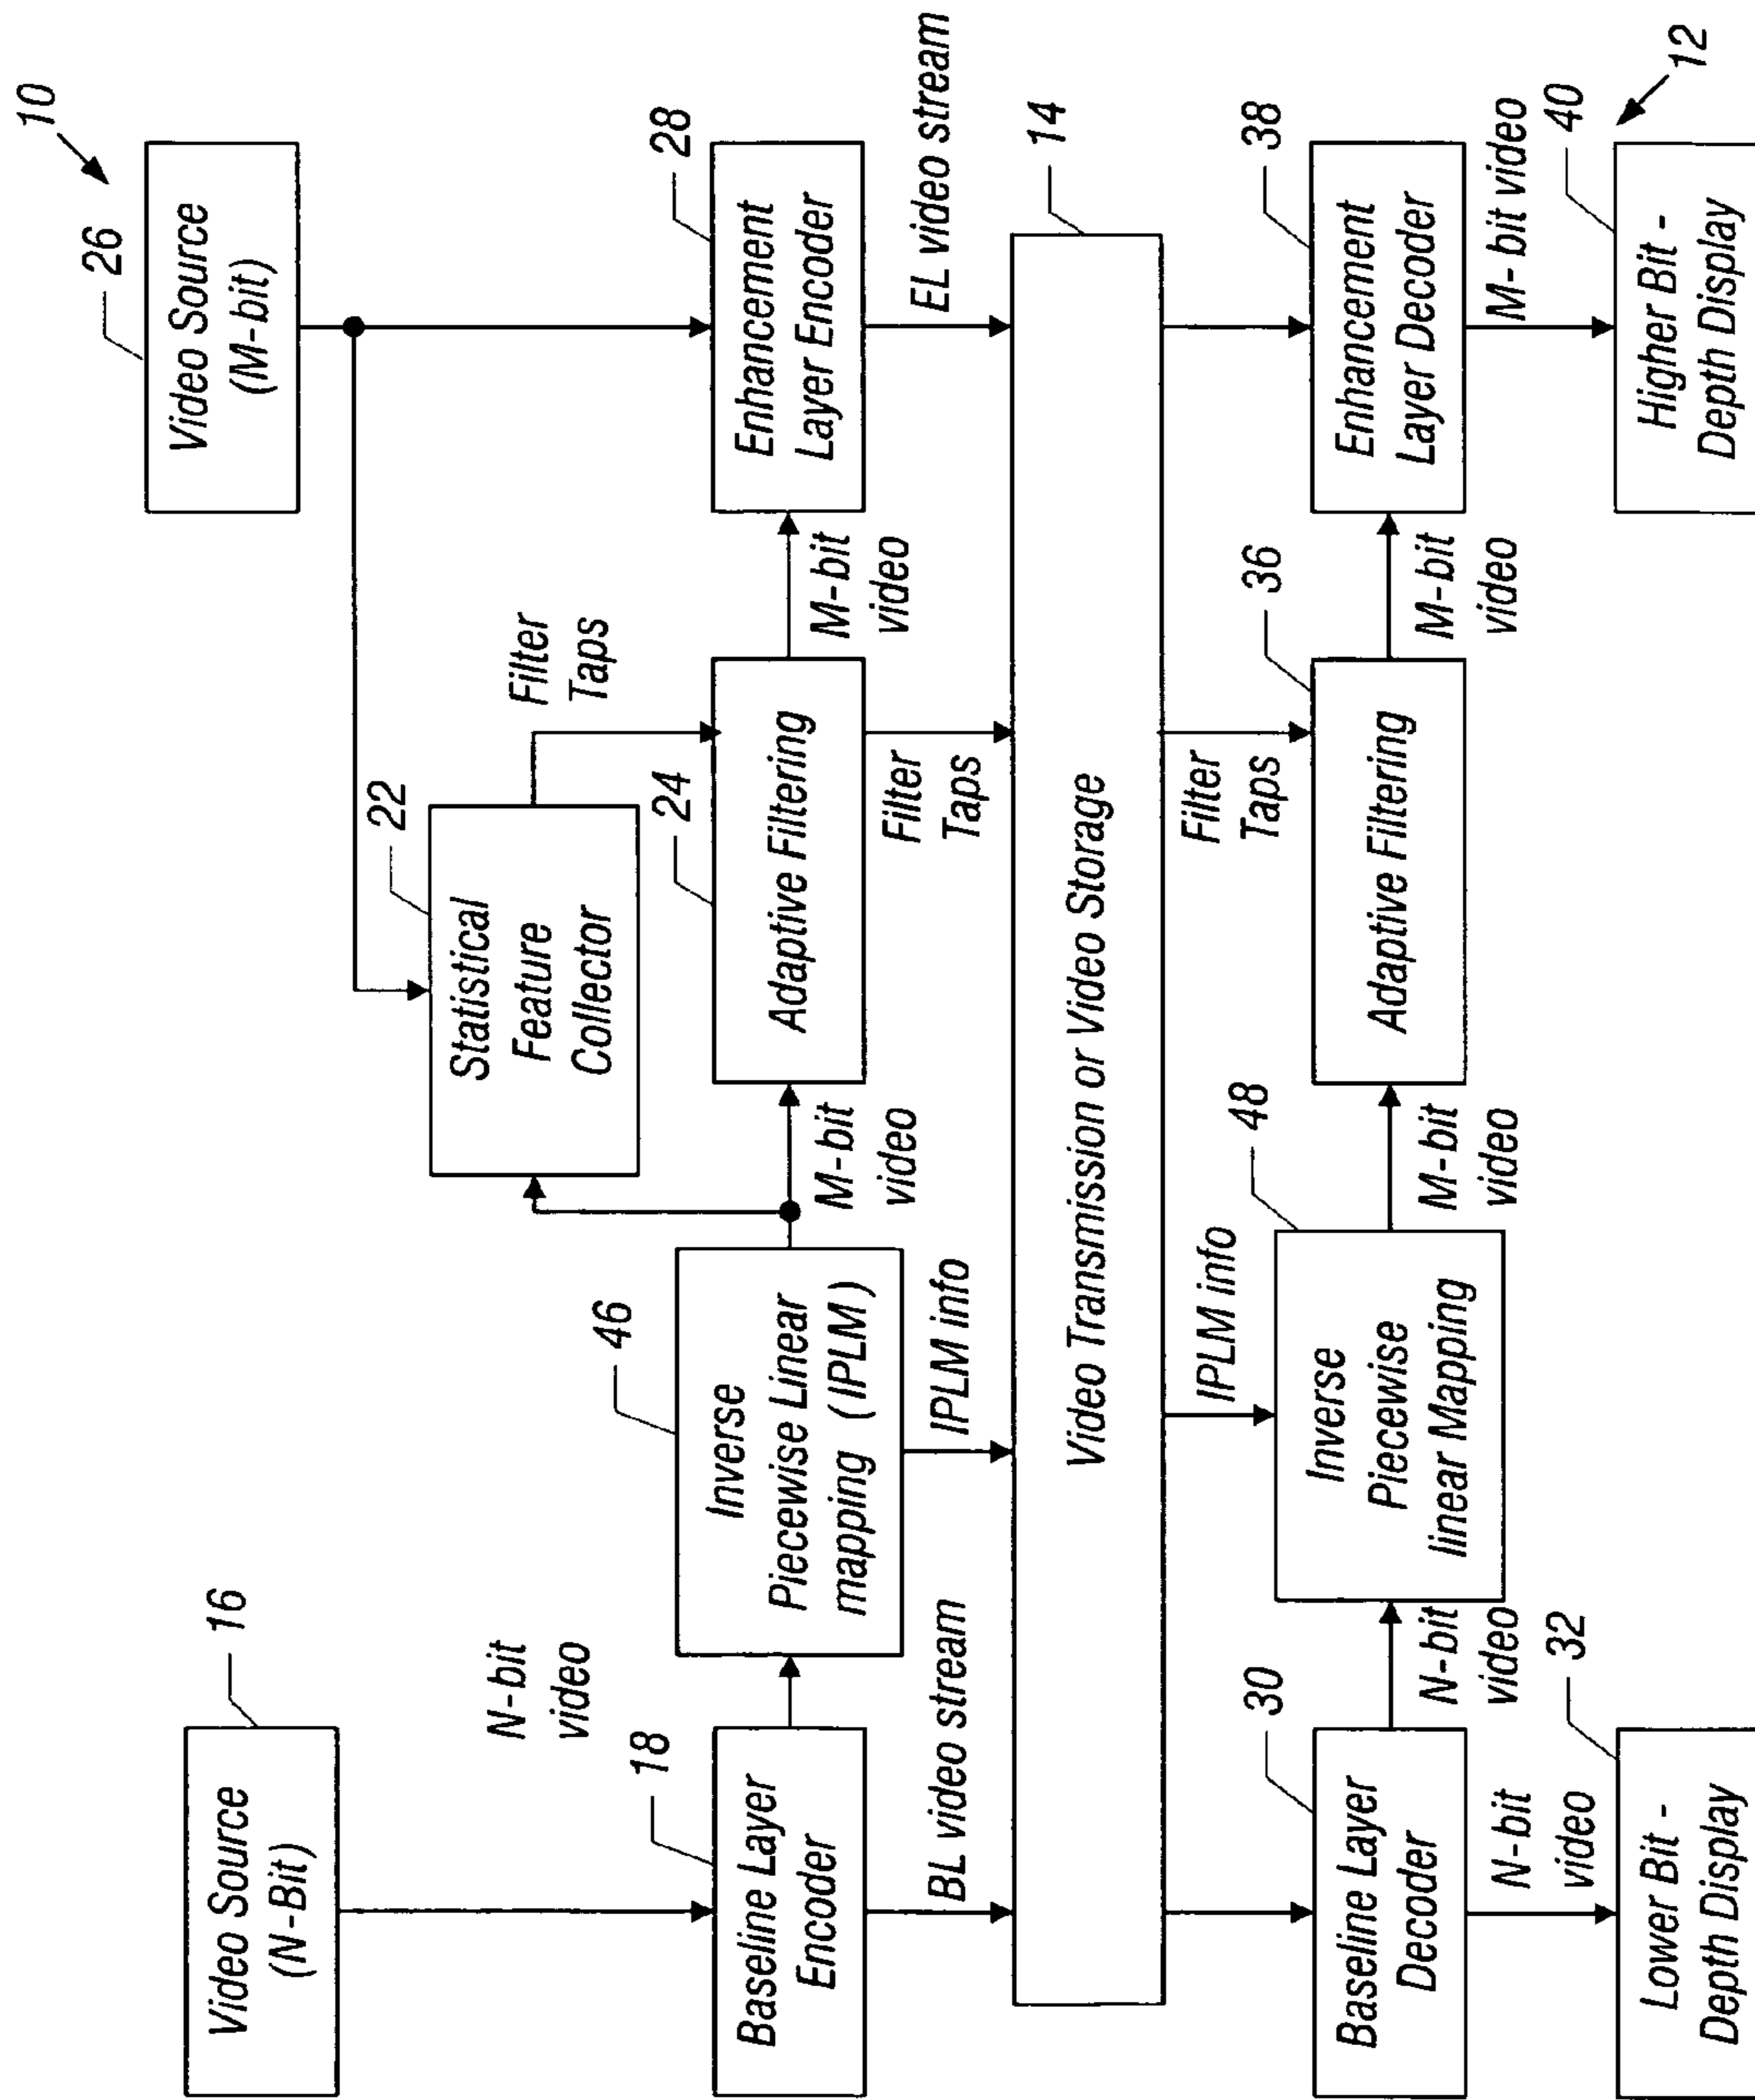 10
26
Video Source
(M-bit)
16
Video Source
(N-Bit)
22
Statistical
Feature
Collector
Filter
Taps
28
Enhancement
Layer Encoder
24
Adaptive Filtering
M-bit
video
46
Inverse
Piecewise Linear
mapping (IPLM)
M-bit
video
N-bit
video
18
Baseline Layer
Encoder
BL video stream
IPLM info
Filter
Taps
EL video stream
14
Video Transmission or Video Storage
IPLM info
Filter
Taps
30
Baseline Layer
Decoder
N-bit
video
48
Inverse
Piecewise
linear Mapping
M-bit
video
36
Adaptive Filtering
M-bit
video
38
Enhancement
Layer Decoder
N-bit
video
32
Lower Bit -
Depth Display
M-bit video
40
Higher Bit -
Depth Display
12